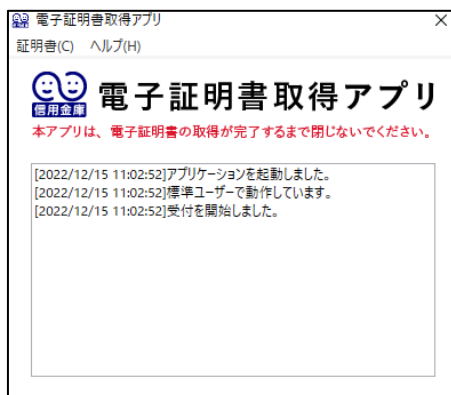 電子証明書取得アプリ
証明書(C) ヘルプ(H)
信用金庫 電子証明書取得アプリ
本アプリは、電子証明書の取得が完了するまで閉じないでください。
[2022/12/15 11:02:52]アプリケーションを起動しました。
[2022/12/15 11:02:52]標準ユーザーで動作しています。
[2022/12/15 11:02:52]受付を開始しました。